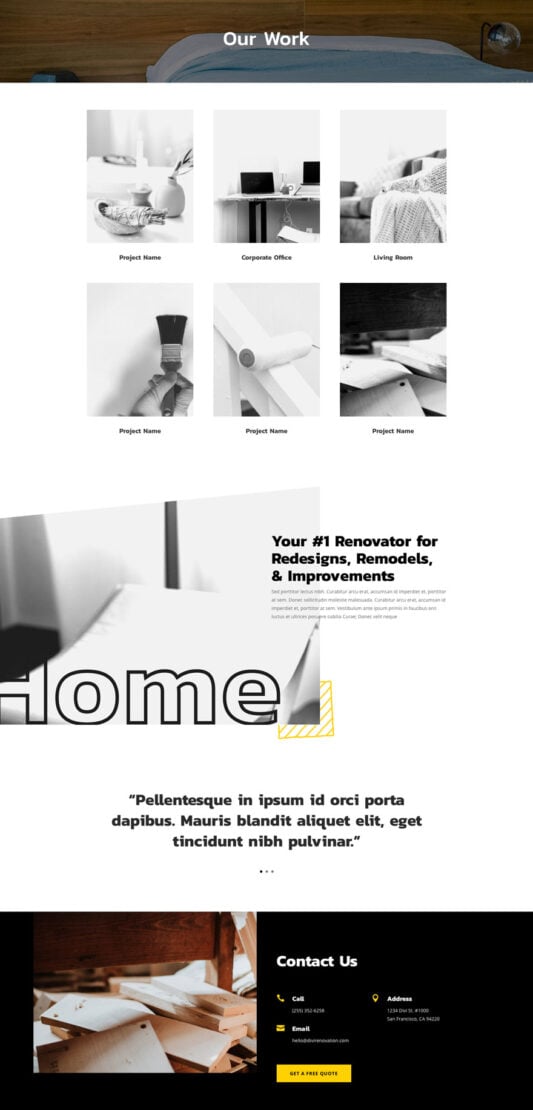 Our Work
Project Name
Corporate Office
Living Room
Project Name
Project Name
Project Name
Your #1 Renovator for
Redesigns, Remodels,
& Improvements
Sed porttitor lectus nibh. Curabitur arcu erat, accumsan id imperdiet et, porttitor
at sem. Donec sollicitudin molestie malesuada. Curabitur arcu erat, accumsan id
imperdiet et, porttitor at sem. Vestibulum ante ipsum primis in faucibus orci
luctus et ultrices posuere cubilia Curae; Donec velit neque
Home
“Pellentesque in ipsum id orci porta
dapibus. Mauris blandit aliquet elit, eget
tincidunt nibh pulvinar.”
Contact Us
Call
(255) 352-6258
Address
1234 Divi St. #1000
San Francisco, CA 94220
Email
hello@divirenovation.com
GET A FREE QUOTE